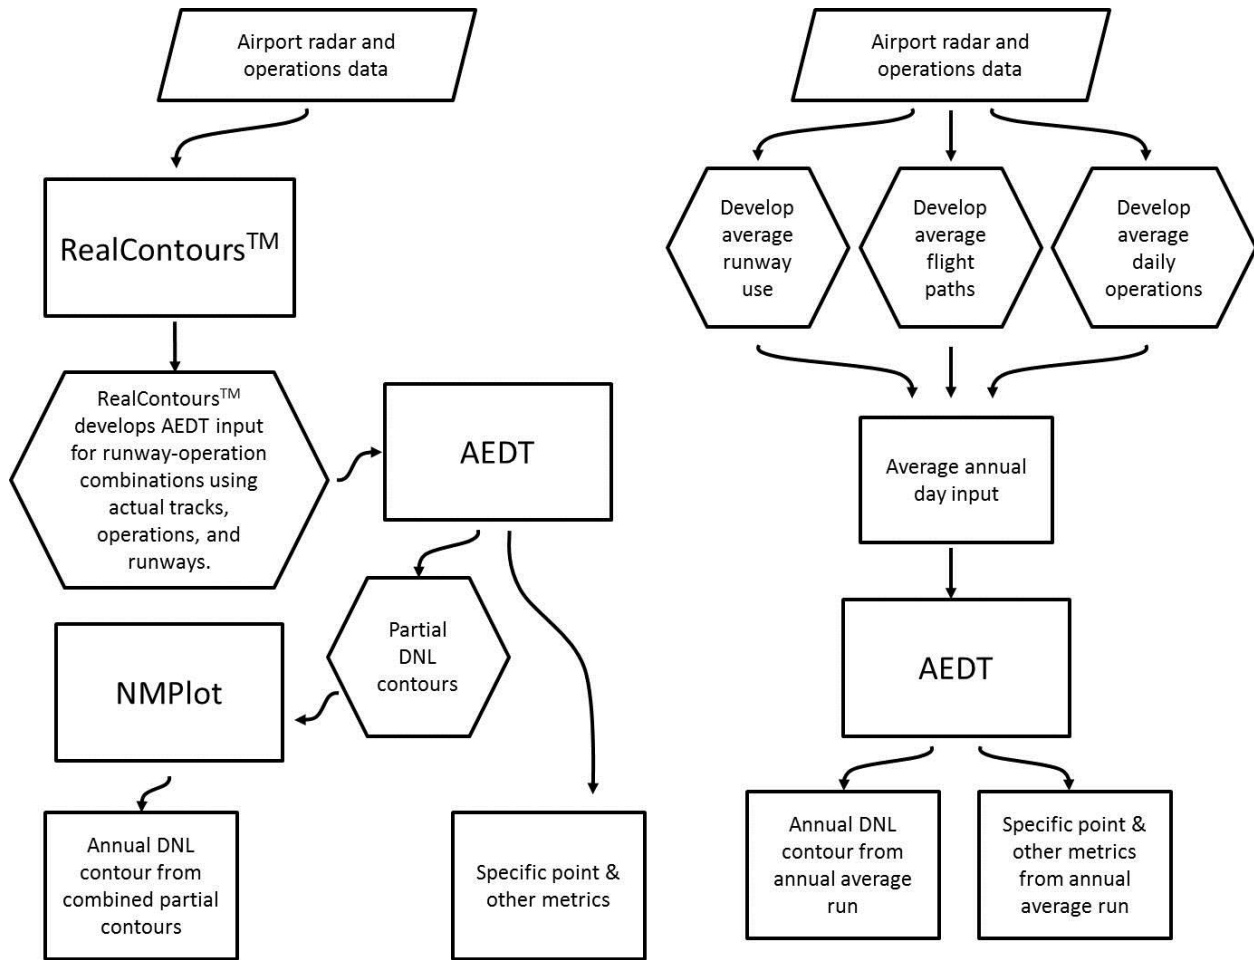 Airport radar and
operations data
RealContours™
RealContours™
develops AEDT input
for runway-operation
combinations using
actual tracks,
operations, and
runways.
AEDT
Partial
DNL
contours
NMPlot
Annual DNL
contour from
combined partial
contours
Specific point &
other metrics
Airport radar and
operations data
Develop
average
runway
use
Develop
average
flight
paths
Develop
average
daily
operations
Average annual
day input
AEDT
Annual DNL
contour from
annual average
run
Specific point &
other metrics
from annual
average run